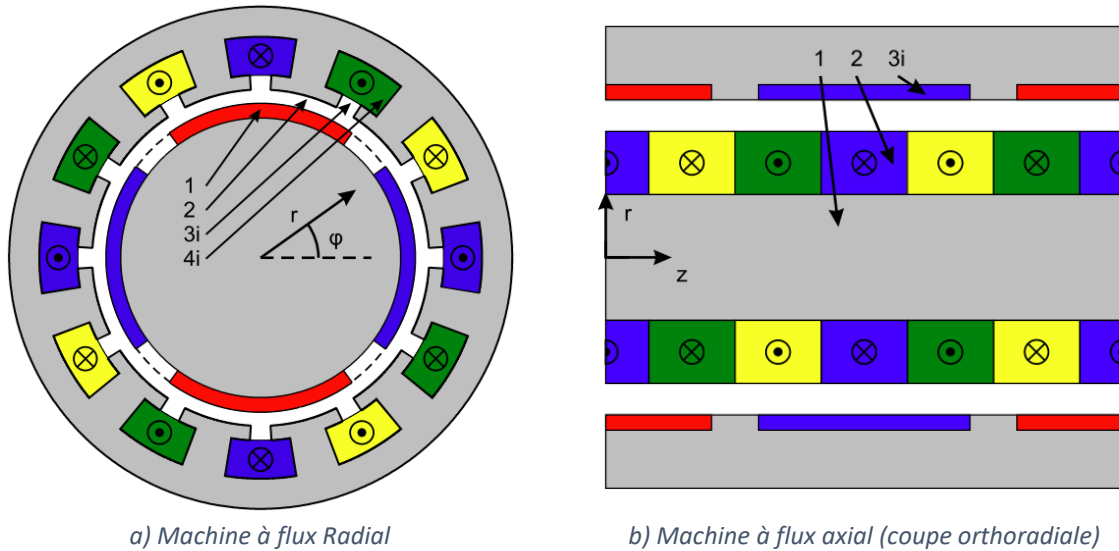 1
2
3i
4i
r
φ
1 2 3i
r
z
a) Machine à flux Radial
b) Machine à flux axial (coupe orthoradiale)